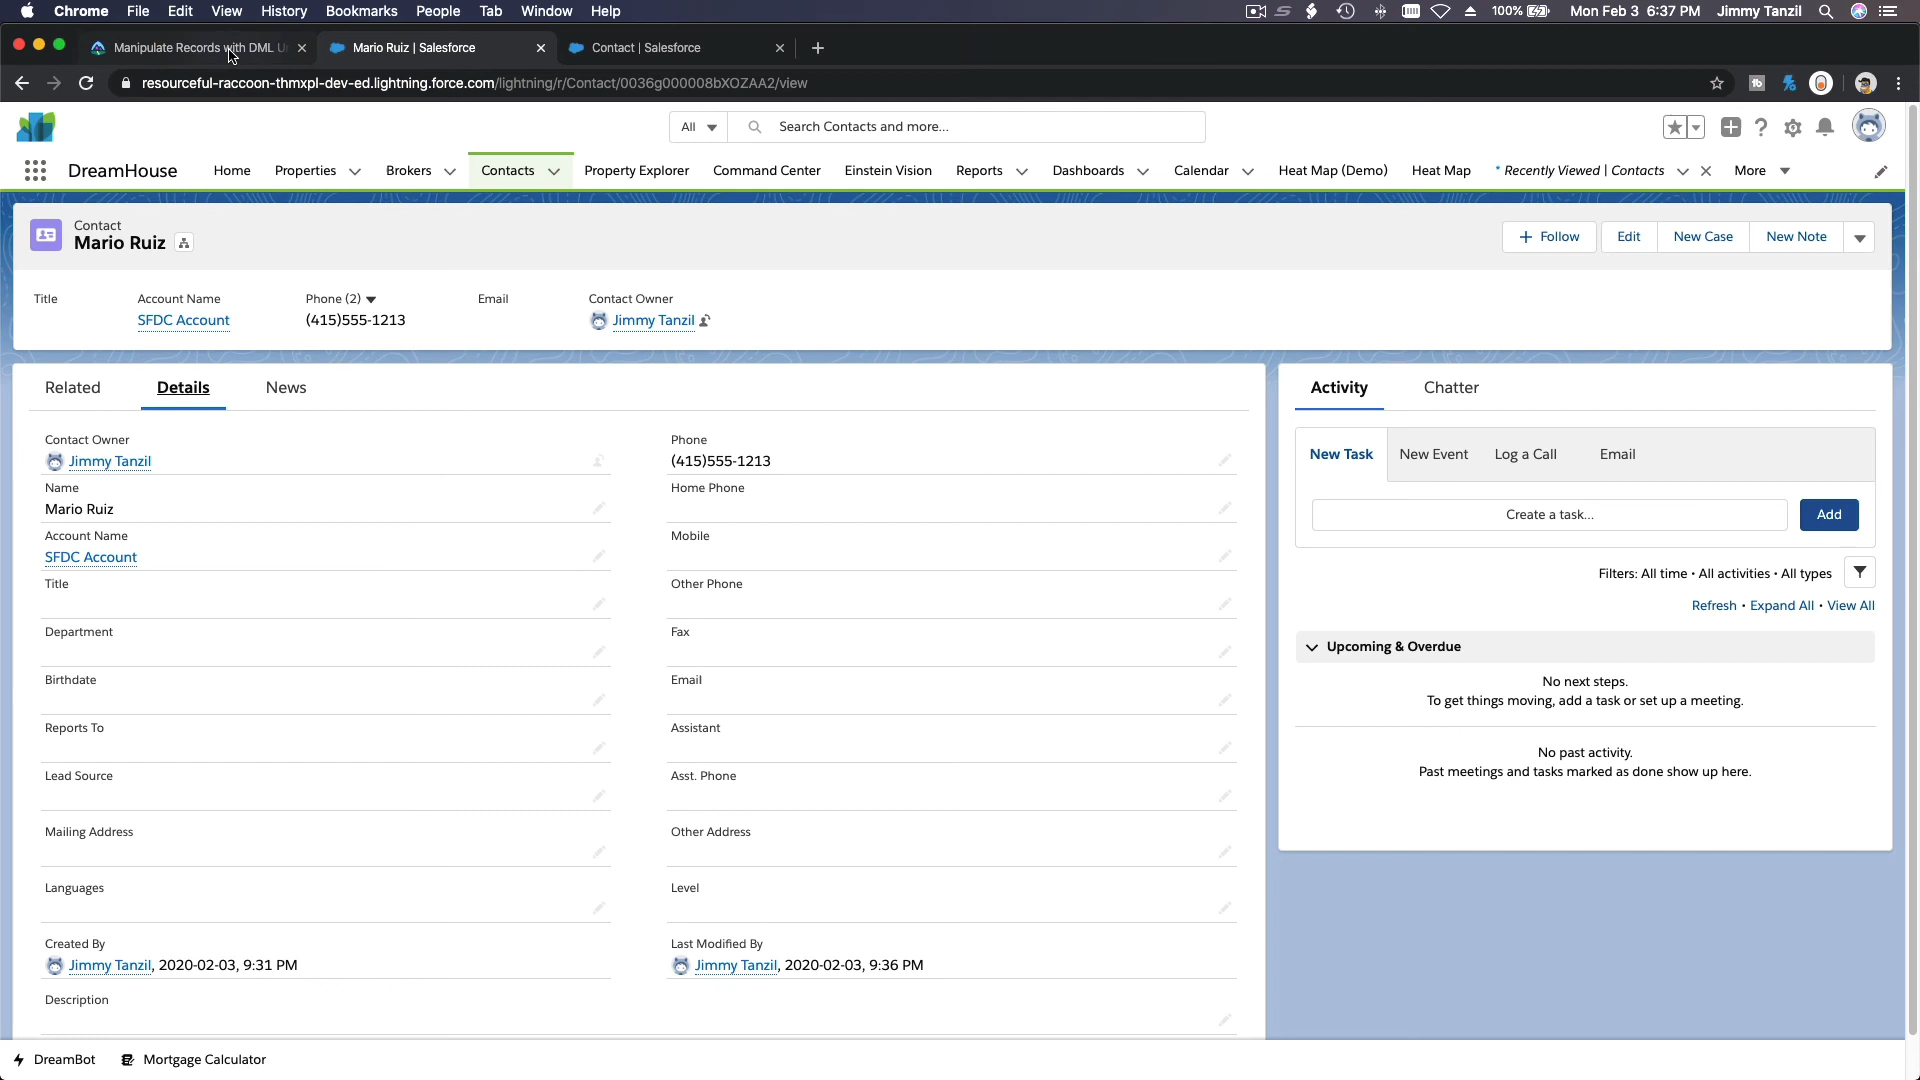 Chrome File Edit View History Bookmarks People Tab Window Help 100% Mon Feb 3 6:37 PM Jimmy Tanzil
Manipulate Records with DML U Mario Ruiz | Salesforce Contact | Salesforce
resourceful-raccoon-thmxpl-dev-ed.lightning.force.com/lightning/r/Contact/0036g000008bXOZAA2/view
All Search Contacts and more...
DreamHouse Home Properties Brokers Contacts Property Explorer Command Center Einstein Vision Reports Dashboards Calendar Heat Map (Demo) Heat Map * Recently Viewed | Contacts More
Contact
Mario Ruiz
+ Follow Edit New Case New Note
Title Account Name Phone (2) Email Contact Owner
SFDC Account (415)555-1213 Jimmy Tanzil
Related Details News
Activity Chatter
Contact Owner Phone
Jimmy Tanzil (415)555-1213
New Task New Event Log a Call Email
Name Home Phone
Mario Ruiz
Create a task... Add
Account Name Mobile
SFDC Account
Filters: All time • All activities • All types
Title Other Phone
Refresh • Expand All • View All
Department Fax
Upcoming & Overdue
Birthdate Email
No next steps.
To get things moving, add a task or set up a meeting.
Reports To Assistant
No past activity.
Past meetings and tasks marked as done show up here.
Lead Source Asst. Phone
Mailing Address Other Address
Languages Level
Created By Last Modified By
Jimmy Tanzil, 2020-02-03, 9:31 PM Jimmy Tanzil, 2020-02-03, 9:36 PM
Description
DreamBot Mortgage Calculator